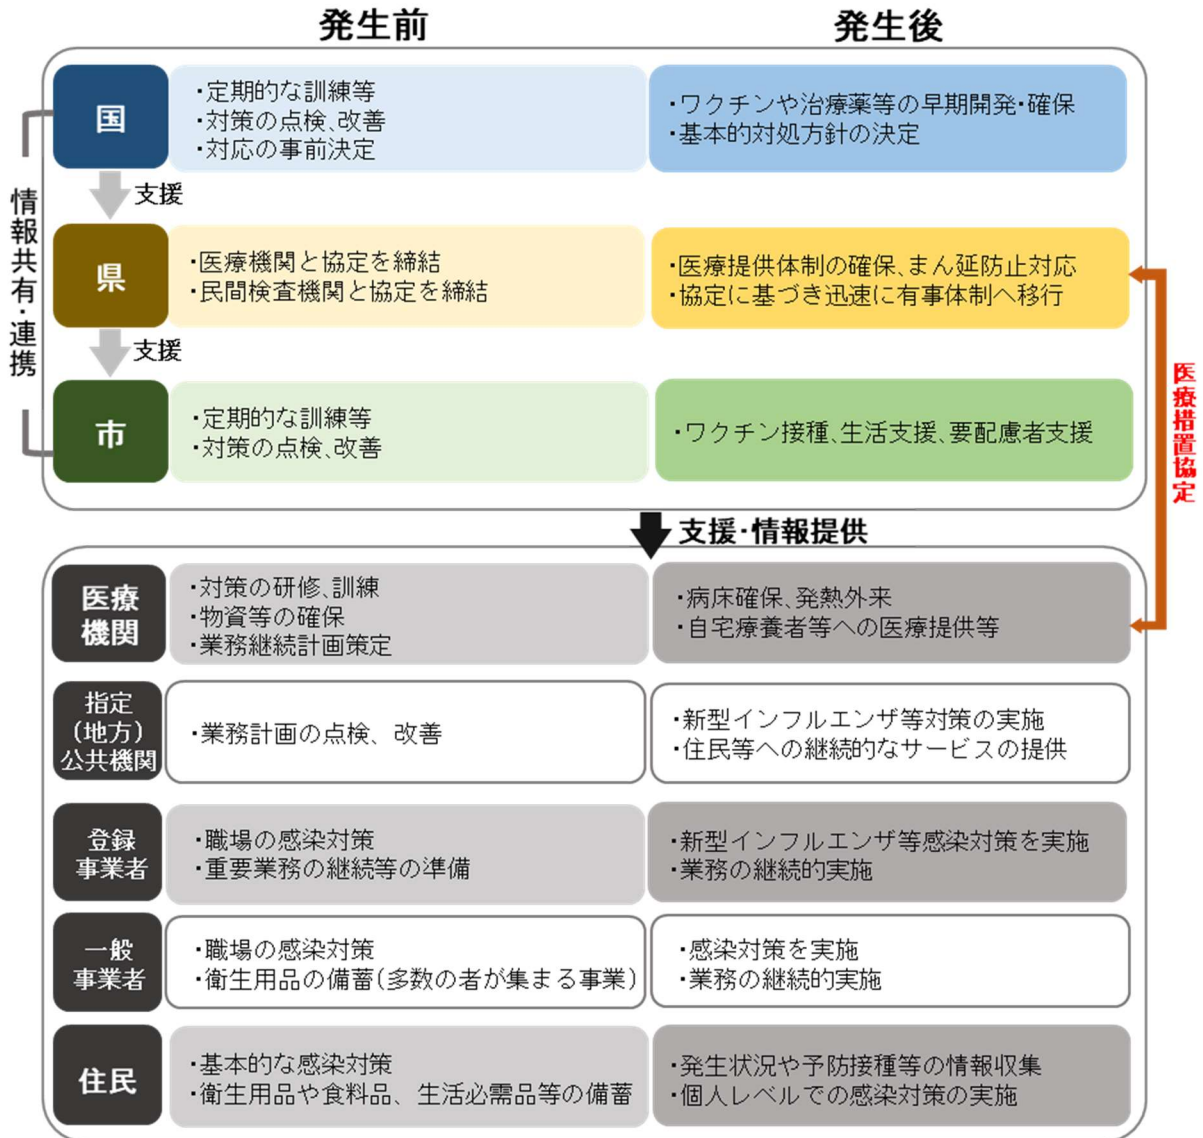 発生前
発生後
情報共有・連携
国
・定期的な訓練等
・対策の点検、改善
・対応の事前決定
・ワクチンや治療薬等の早期開発・確保
・基本的対処方針の決定
支援
県
・医療機関と協定を締結
・民間検査機関と協定を締結
・医療提供体制の確保、まん延防止対応
・協定に基づき迅速に有事体制へ移行
支援
市
・定期的な訓練等
・対策の点検、改善
・ワクチン接種、生活支援、要配慮者支援
医療措置協定
支援・情報提供
医療
機関
・対策の研修、訓練
・物資等の確保
・業務継続計画策定
・病床確保、発熱外来
・自宅療養者等への医療提供等
指定
(地方)
公共機関
・業務計画の点検、改善
・新型インフルエンザ等対策の実施
・住民等への継続的なサービスの提供
登録
事業者
・職場の感染対策
・重要業務の継続等の準備
・新型インフルエンザ等感染対策を実施
・業務の継続的実施
一般
事業者
・職場の感染対策
・衛生用品の備蓄(多数の者が集まる事業)
・感染対策を実施
・業務の継続的実施
住民
・基本的な感染対策
・衛生用品や食料品、生活必需品等の備蓄
・発生状況や予防接種等の情報収集
・個人レベルでの感染対策の実施